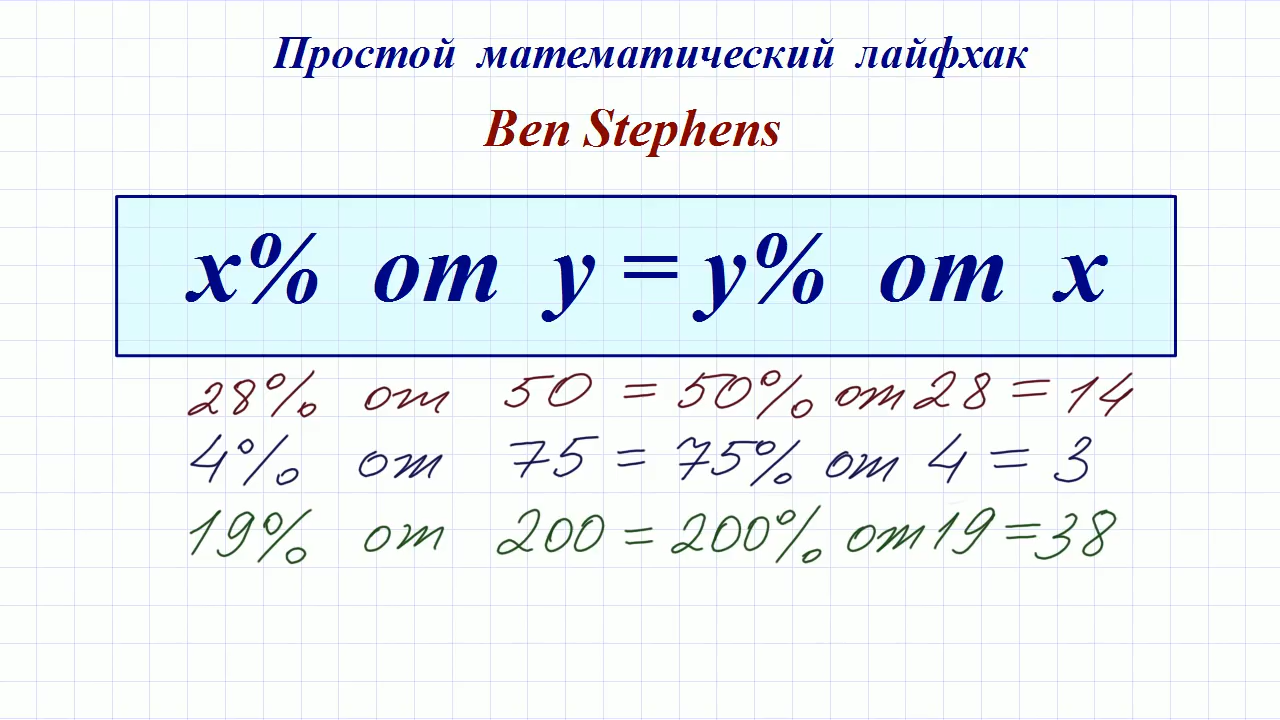 Простой математический лайфхак
Ben Stephens
x% от y = y% от x
28% от 50 = 50% от 28 = 14
4% от 75 = 75% от 4 = 3
19% от 200 = 200% от 19 = 38